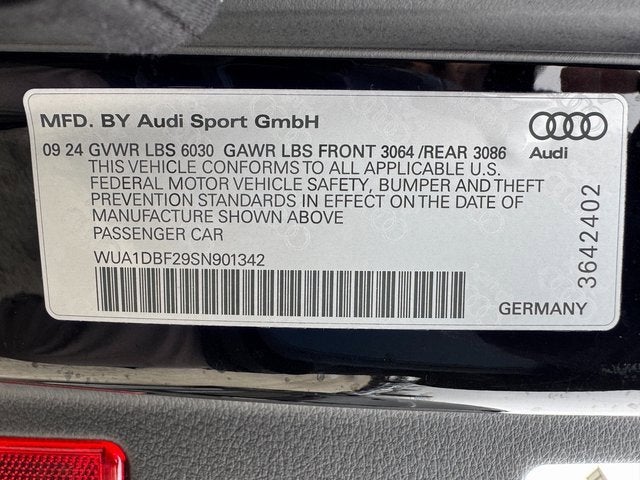 MFD. BY Audi Sport GmbH
09 24 GVWR LBS 6030 GAWR LBS FRONT 3064 /REAR 3086
THIS VEHICLE CONFORMS TO ALL APPLICABLE U.S.
FEDERAL MOTOR VEHICLE SAFETY, BUMPER AND THEFT
PREVENTION STANDARDS IN EFFECT ON THE DATE OF
MANUFACTURE SHOWN ABOVE
PASSENGER CAR
WUA1DBF29SN901342
Audi
3642402
GERMANY